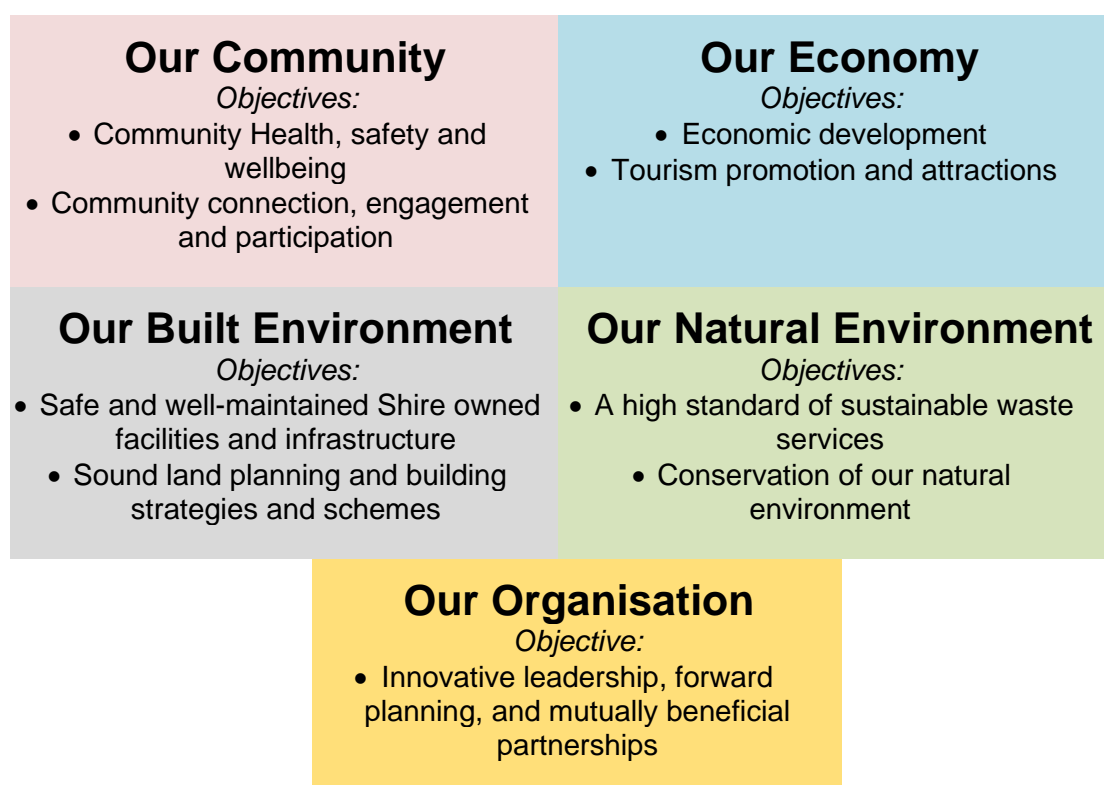 Our Community
Objectives:
• Community Health, safety and
wellbeing
• Community connection, engagement
and participation
Our Economy
Objectives:
• Economic development
• Tourism promotion and attractions
Our Built Environment
Objectives:
• Safe and well-maintained Shire owned
facilities and infrastructure
• Sound land planning and building
strategies and schemes
Our Natural Environment
Objectives:
• A high standard of sustainable waste
services
• Conservation of our natural
environment
Our Organisation
Objective:
• Innovative leadership, forward
planning, and mutually beneficial
partnerships